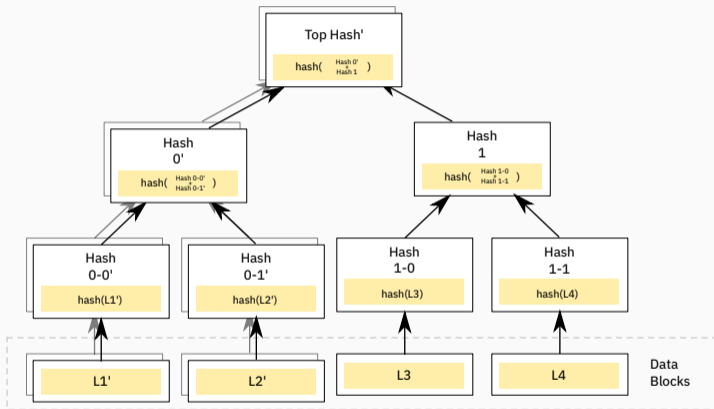 Top Hash'
hash( Hash 0' + Hash 1 )
Hash
0'
hash( Hash 0-0' + Hash 0-1' )
Hash
1
hash( Hash 1-0 + Hash 1-1 )
Hash
0-0'
hash(L1')
Hash
0-1'
hash(L2')
Hash
1-0
hash(L3)
Hash
1-1
hash(L4)
L1'
L2'
L3
L4
Data
Blocks